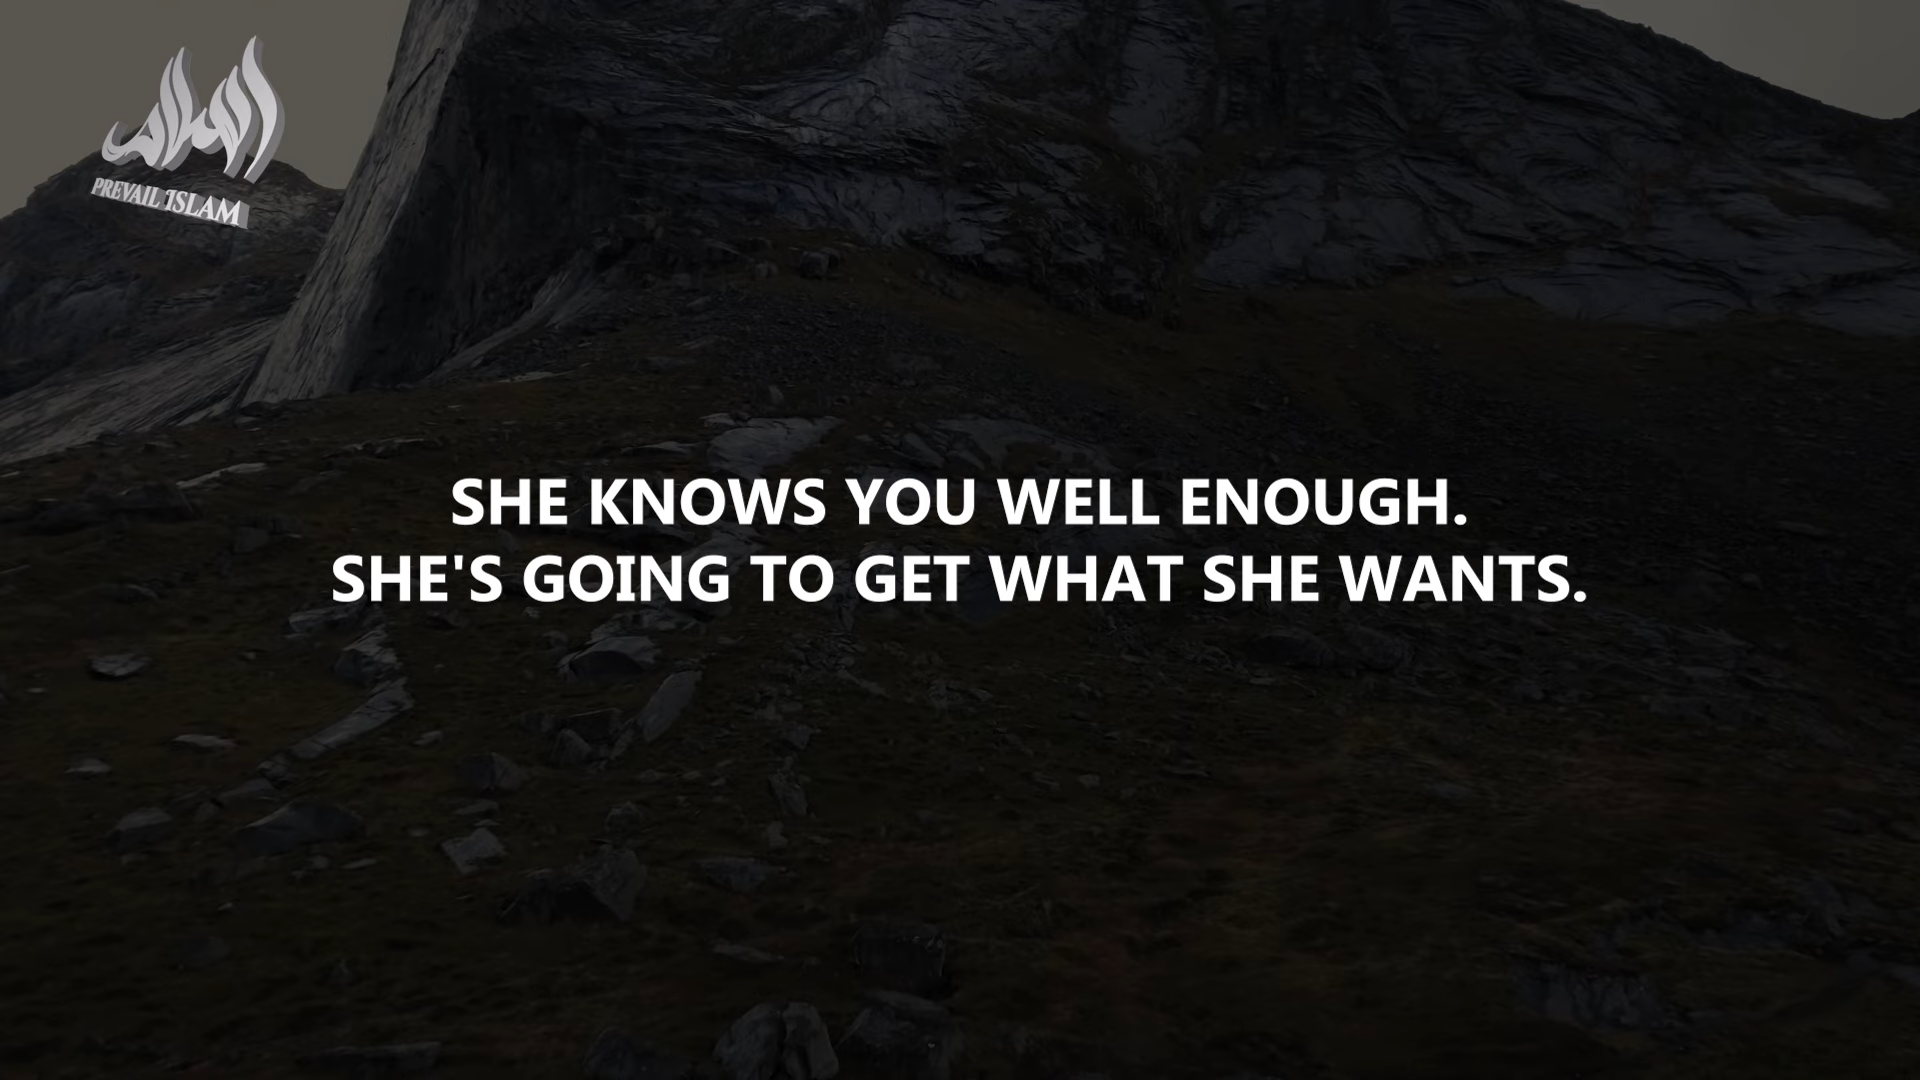 PREVAIL ISLAM
SHE KNOWS YOU WELL ENOUGH.
SHE'S GOING TO GET WHAT SHE WANTS.